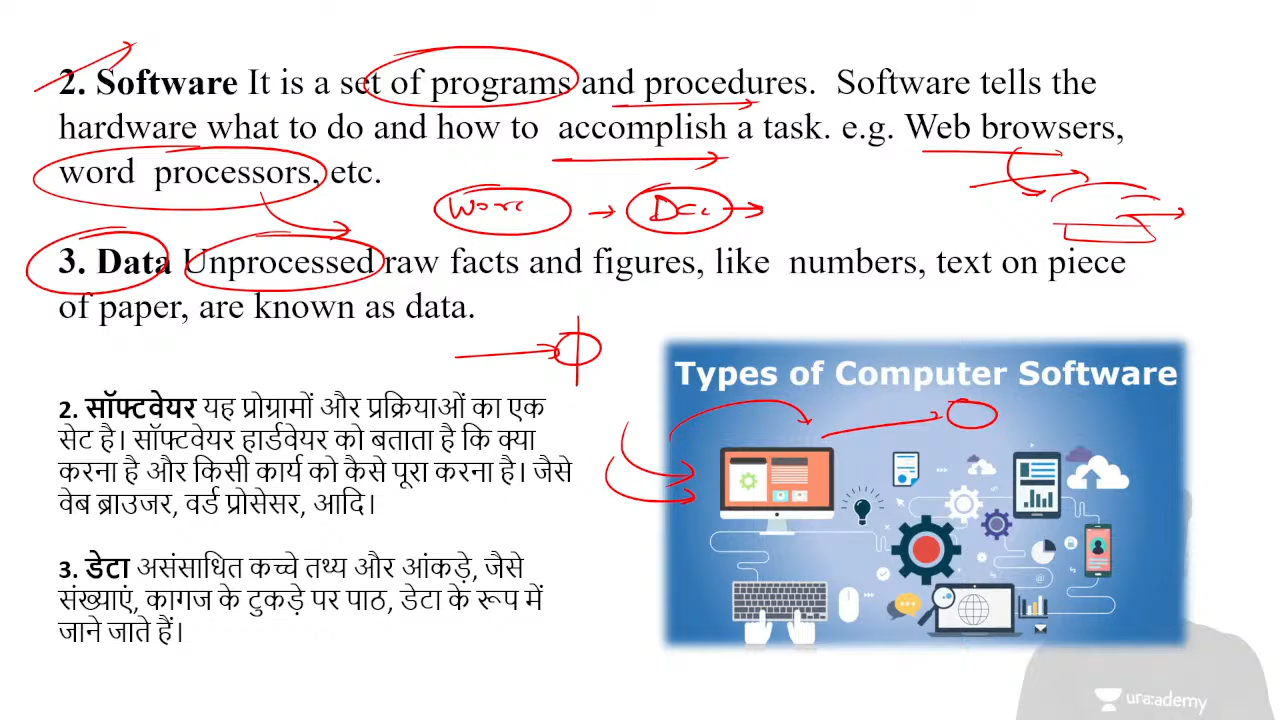 2. Software It is a set of programs and procedures. Software tells the
hardware what to do and how to accomplish a task. e.g. Web browsers,
word processors, etc.
3. Data Unprocessed raw facts and figures, like numbers, text on piece
of paper, are known as data.
Types of Computer Software
2. सॉफ्टवेयर यह प्रोग्रामों और प्रक्रियाओं का एक
सेट है। सॉफ्टवेयर हार्डवेयर को बताता है कि क्या
करना है और किसी कार्य को कैसे पूरा करना है। जैसे
वेब ब्राउजर, वर्ड प्रोसेसर, आदि।
3. डेटा असंसाधित कच्चे तथ्य और आंकड़े, जैसे
संख्याएं, कागज के टुकड़े पर पाठ, डेटा के रूप में
जाने जाते हैं।